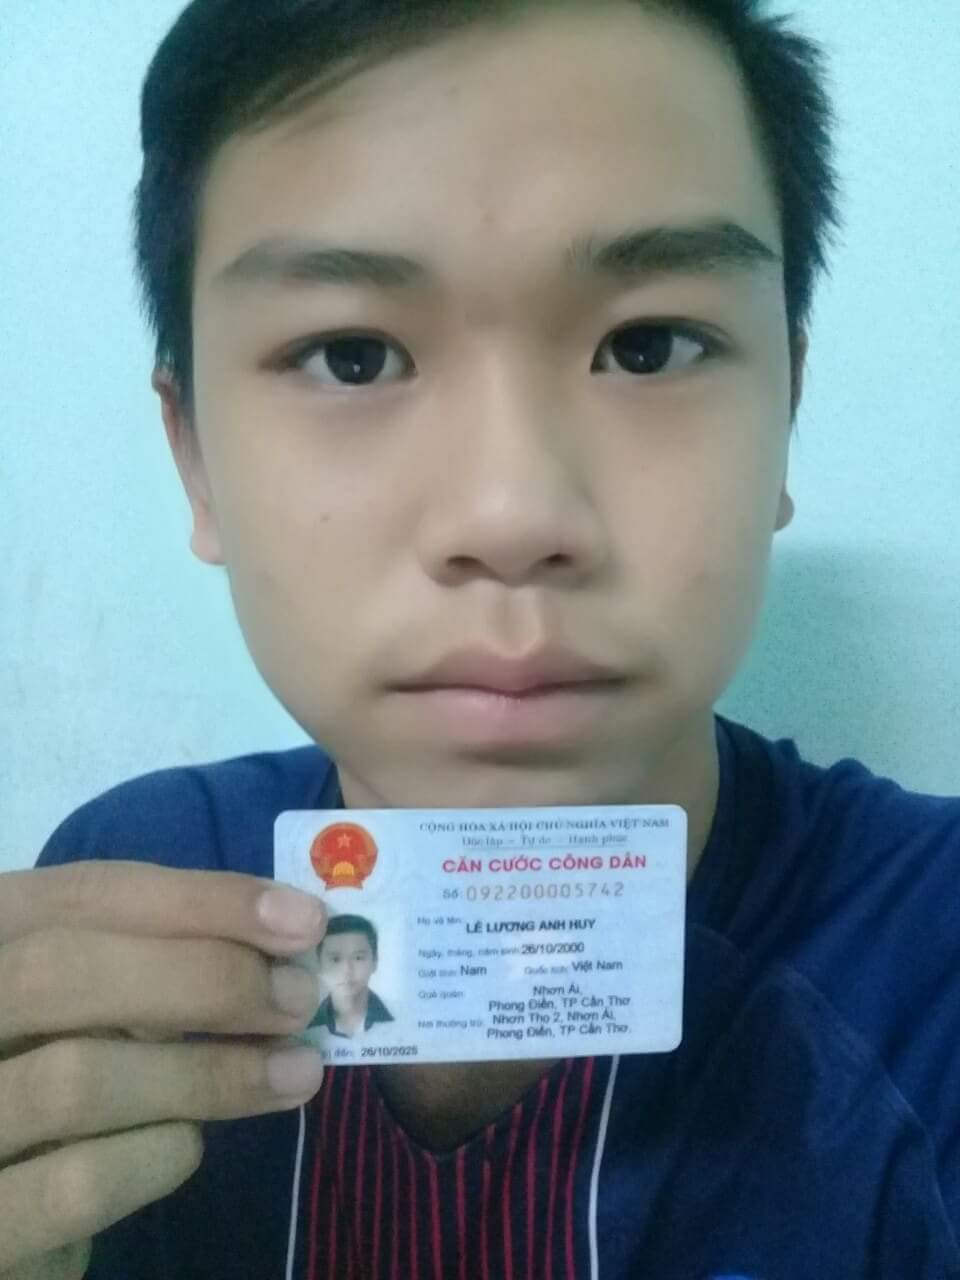 CỘNG HÒA XÃ HỘI CHỦ NGHĨA VIỆT NAM
Độc lập – Tự do – Hạnh phúc
CĂN CƯỚC CÔNG DÂN
Số: 092200005742
Họ và tên: LÊ LƯƠNG ANH HUY
Ngày, tháng, năm sinh: 26/10/2000
Giới tính: Nam Quốc tịch: Việt Nam
Quê quán: Nhơn Ái,
Phong Điền, TP Cần Thơ
Nơi thường trú: Nhơn Thọ 2, Nhơn Ái,
Phong Điền, TP Cần Thơ
đến: 26/10/2025